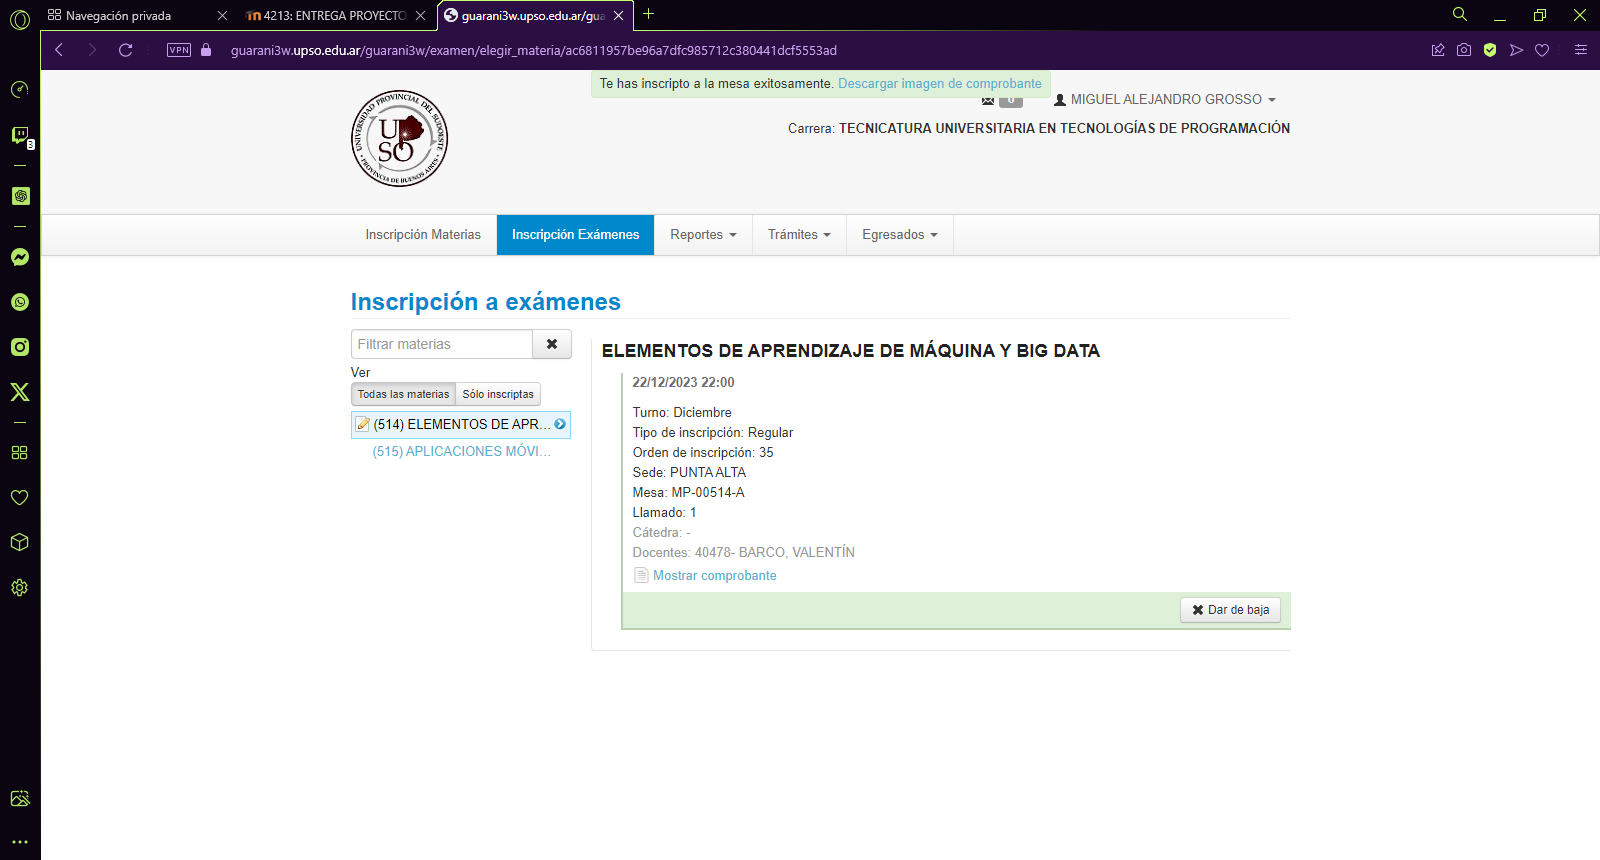 Navegación privada
4213: ENTREGA PROYECTO
guarani3w.upso.edu.ar/gua
VPN
guarani3w.upso.edu.ar/guarani3w/examen/elegir_materia/ac6811957be96a7dfc985712c380441dcf5553ad
3
Te has inscripto a la mesa exitosamente. Descargar imagen de comprobante
0
MIGUEL ALEJANDRO GROSSO
UNIVERSIDAD PROVINCIAL DEL SUDOESTE
UPSO
PROVINCIA DE BUENOS AIRES
Carrera: TECNICATURA UNIVERSITARIA EN TECNOLOGÍAS DE PROGRAMACIÓN
Inscripción Materias
Inscripción Exámenes
Reportes
Trámites
Egresados
Inscripción a exámenes
Filtrar materias
Ver
Todas las materias
Sólo inscriptas
(514) ELEMENTOS DE APR...
(515) APLICACIONES MÓVI...
ELEMENTOS DE APRENDIZAJE DE MÁQUINA Y BIG DATA
22/12/2023 22:00
Turno: Diciembre
Tipo de inscripción: Regular
Orden de inscripción: 35
Sede: PUNTA ALTA
Mesa: MP-00514-A
Llamado: 1
Cátedra: -
Docentes: 40478- BARCO, VALENTÍN
Mostrar comprobante
Dar de baja